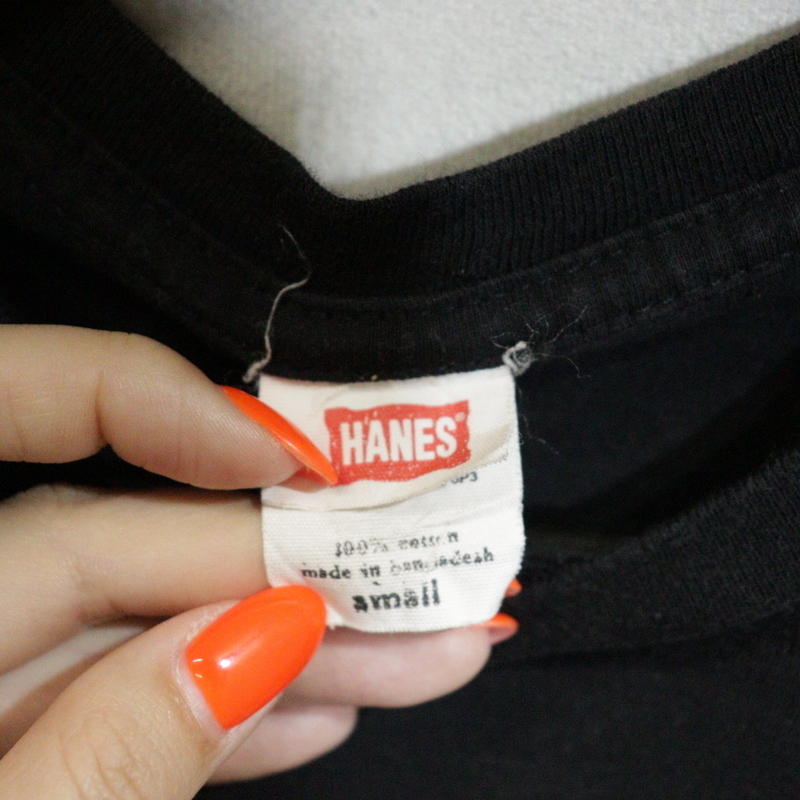 HANES
100% cotton
made in bangladesh
small